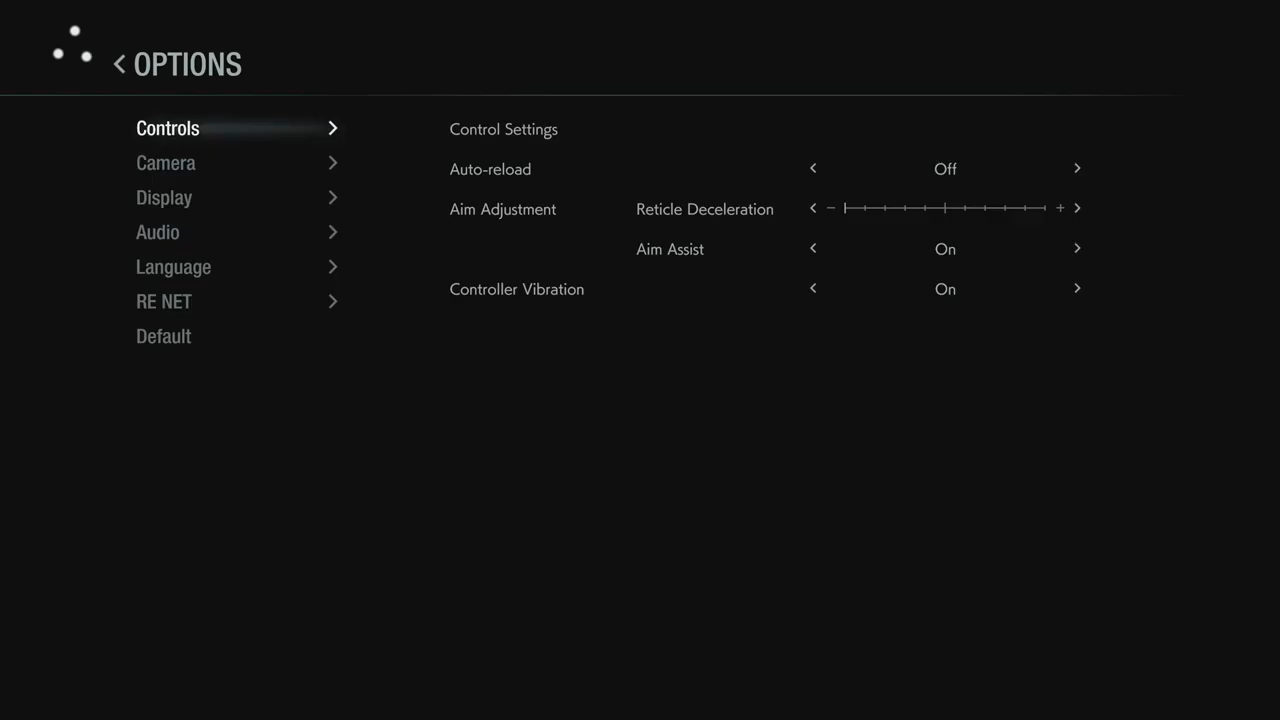 OPTIONS
Controls
Camera
Display
Audio
Language
RE NET
Default
Control Settings
Auto-reload Off
Aim Adjustment Reticle Deceleration - +
Aim Assist On
Controller Vibration On